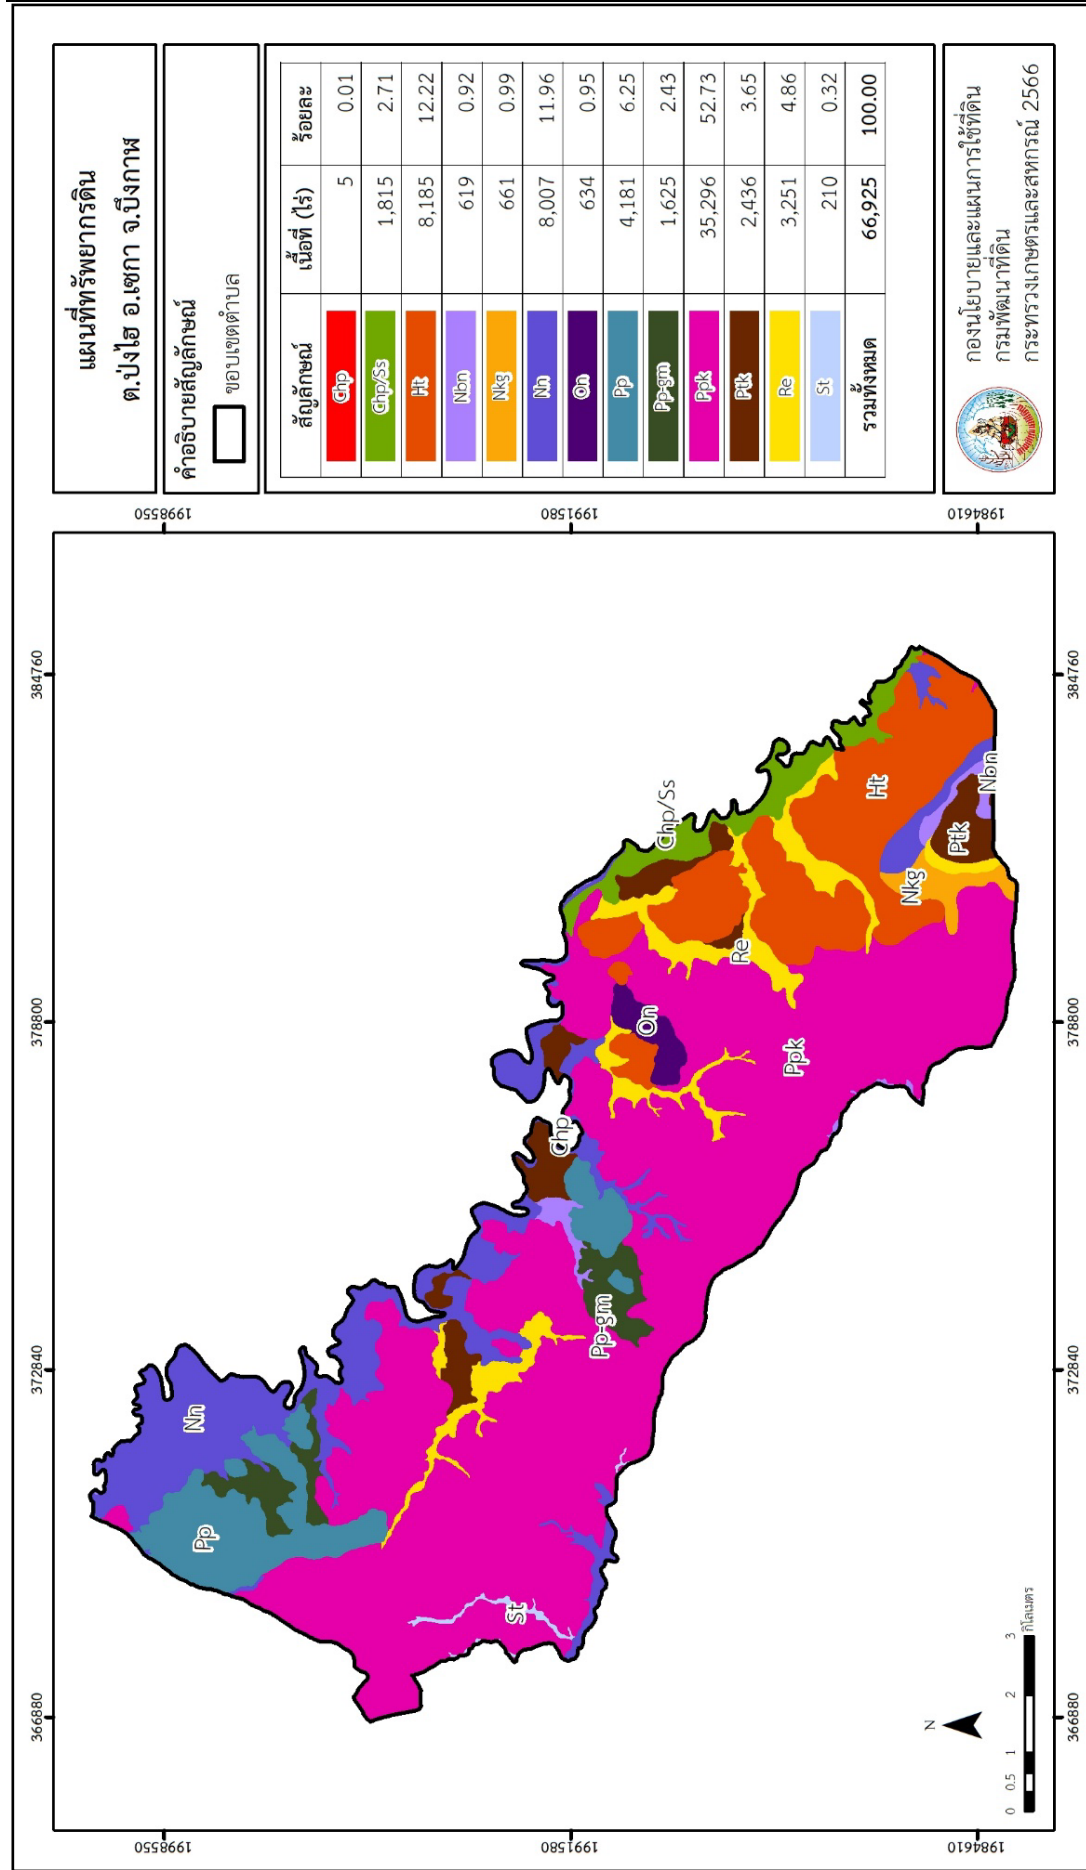 แผนที่ทรัพยากรดิน
ต.ป่งไฮ อ.เซกา จ.บึงกาฬ
คำอธิบายสัญลักษณ์
ขอบเขตตำบล
สัญลักษณ์ เนื้อที่ (ไร่) ร้อยละ
Chp 5 0.01
Chp/Ss 1,815 2.71
Ht 8,185 12.22
Nbn 619 0.92
Nkg 661 0.99
Nn 8,007 11.96
On 634 0.95
Pp 4,181 6.25
Pp-gm 1,625 2.43
Ppk 35,296 52.73
Ptk 2,436 3.65
Re 3,251 4.86
St 210 0.32
รวมทั้งหมด 66,925 100.00
กองนโยบายและแผนการใช้ที่ดิน
กรมพัฒนาที่ดิน
กระทรวงเกษตรและสหกรณ์ 2566
366880 372840 378800 384760
1998550 1998550
Nn
Pp
1991580 1991580
Chp/Ss
Chp
St
Pp-gm
On
Re
Ppk
Ht
Nkg
Ptk
Nbn
1984610 1984610
N
0 0.5 1 2 3
กิโลเมตร
366880 372840 378800 384760